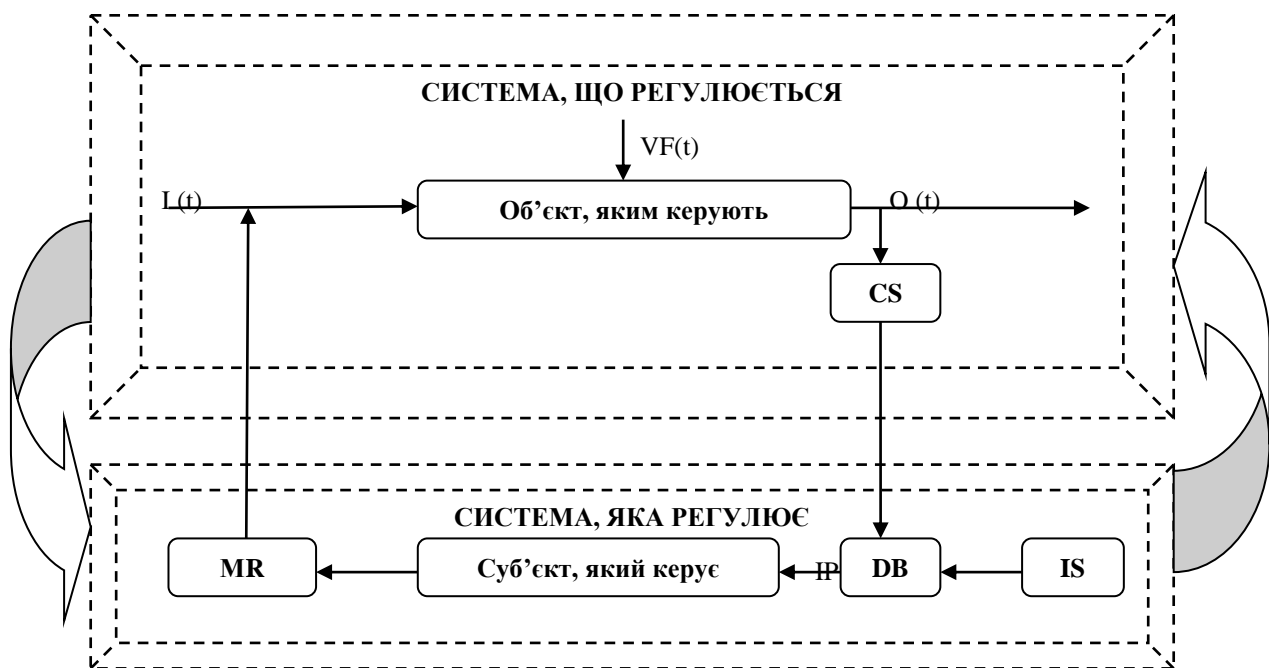 СИСТЕМА, ЩО РЕГУЛЮЄТЬСЯ
VF(t)
I (t)
Об’єкт, яким керують
O (t)
CS
СИСТЕМА, ЯКА РЕГУЛЮЄ
MR
Суб’єкт, який керує
IP
DB
IS